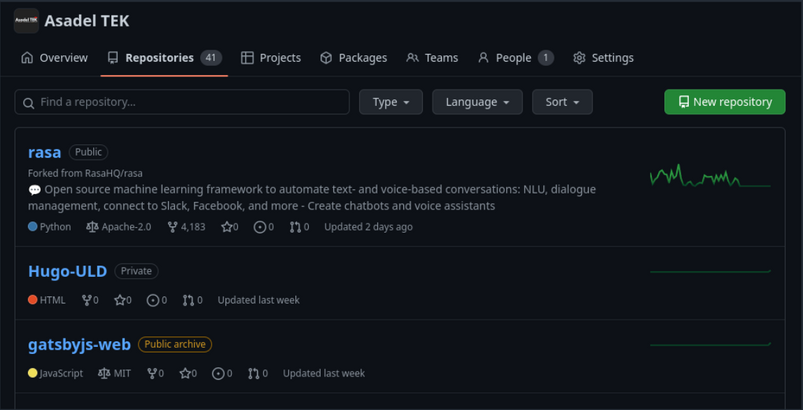 Asadel TEK
Asadel TEK
Overview Repositories 41 Projects Packages Teams People 1 Settings
Find a repository... Type Language Sort New repository
rasa Public
Forked from RasaHQ/rasa
💬 Open source machine learning framework to automate text- and voice-based conversations: NLU, dialogue
management, connect to Slack, Facebook, and more - Create chatbots and voice assistants
Python Apache-2.0 4,183 0 0 0 Updated 2 days ago
Hugo-ULD Private
HTML 0 0 0 0 Updated last week
gatsbyjs-web Public archive
JavaScript MIT 0 0 0 0 Updated last week